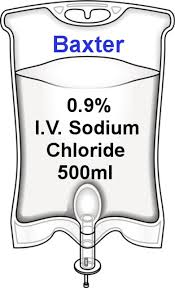 Baxter
0.9%
I.V. Sodium
Chloride
500ml